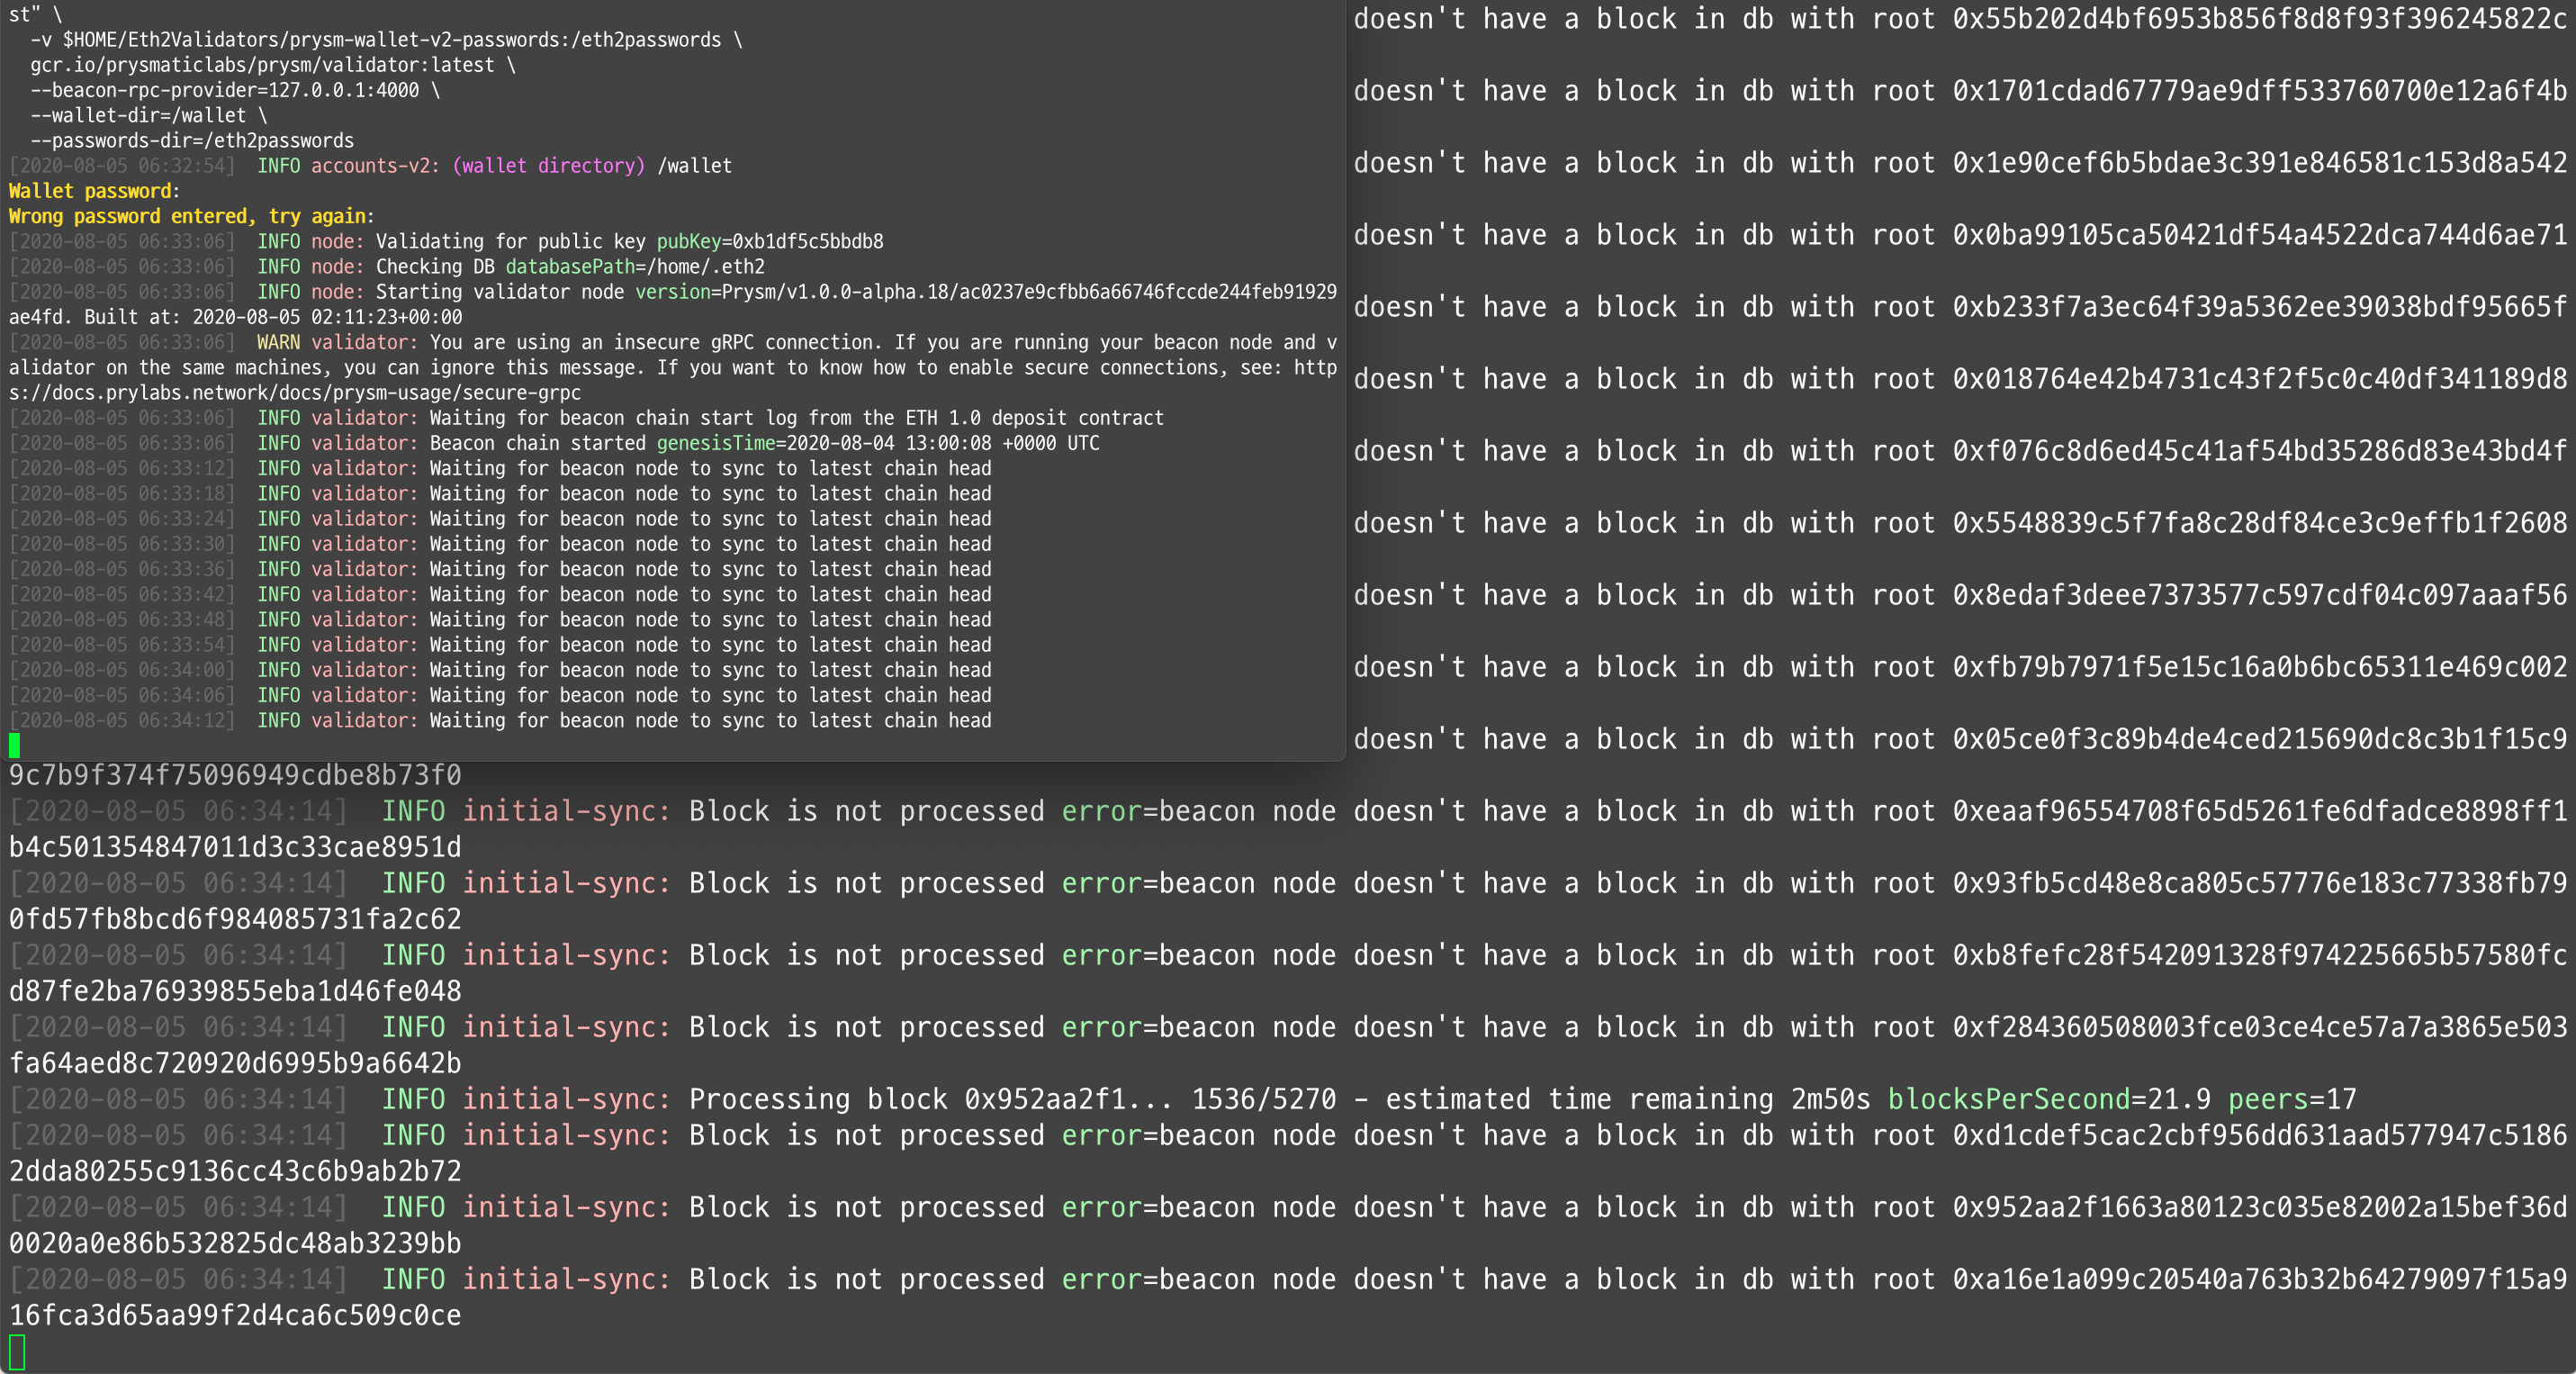 st" \
-v $HOME/Eth2Validators/prysm-wallet-v2-passwords:/eth2passwords \
gcr.io/prysmaticlabs/prysm/validator:latest \
--beacon-rpc-provider=127.0.0.1:4000 \
--wallet-dir=/wallet \
--passwords-dir=/eth2passwords
[2020-08-05 06:32:54]  INFO accounts-v2: (wallet directory) /wallet
Wallet password:
Wrong password entered, try again:
[2020-08-05 06:33:06]  INFO node: Validating for public key pubKey=0xb1df5c5bbdb8
[2020-08-05 06:33:06]  INFO node: Checking DB databasePath=/home/.eth2
[2020-08-05 06:33:06]  INFO node: Starting validator node version=Prysm/v1.0.0-alpha.18/ac0237e9cfbb6a66746fccde244feb91929
ae4fd. Built at: 2020-08-05 02:11:23+00:00
[2020-08-05 06:33:06]  WARN validator: You are using an insecure gRPC connection. If you are running your beacon node and v
alidator on the same machines, you can ignore this message. If you want to know how to enable secure connections, see: http
s://docs.prylabs.network/docs/prysm-usage/secure-grpc
[2020-08-05 06:33:06]  INFO validator: Waiting for beacon chain start log from the ETH 1.0 deposit contract
[2020-08-05 06:33:06]  INFO validator: Beacon chain started genesisTime=2020-08-04 13:00:08 +0000 UTC
[2020-08-05 06:33:12]  INFO validator: Waiting for beacon node to sync to latest chain head
[2020-08-05 06:33:18]  INFO validator: Waiting for beacon node to sync to latest chain head
[2020-08-05 06:33:24]  INFO validator: Waiting for beacon node to sync to latest chain head
[2020-08-05 06:33:30]  INFO validator: Waiting for beacon node to sync to latest chain head
[2020-08-05 06:33:36]  INFO validator: Waiting for beacon node to sync to latest chain head
[2020-08-05 06:33:42]  INFO validator: Waiting for beacon node to sync to latest chain head
[2020-08-05 06:33:48]  INFO validator: Waiting for beacon node to sync to latest chain head
[2020-08-05 06:33:54]  INFO validator: Waiting for beacon node to sync to latest chain head
[2020-08-05 06:34:00]  INFO validator: Waiting for beacon node to sync to latest chain head
[2020-08-05 06:34:06]  INFO validator: Waiting for beacon node to sync to latest chain head
[2020-08-05 06:34:12]  INFO validator: Waiting for beacon node to sync to latest chain head
doesn't have a block in db with root 0x55b202d4bf6953b856f8d8f93f396245822c
doesn't have a block in db with root 0x1701cdad67779ae9dff533760700e12a6f4b
doesn't have a block in db with root 0x1e90cef6b5bdae3c391e846581c153d8a542
doesn't have a block in db with root 0x0ba99105ca50421df54a4522dca744d6ae71
doesn't have a block in db with root 0xb233f7a3ec64f39a5362ee39038bdf95665f
doesn't have a block in db with root 0x018764e42b4731c43f2f5c0c40df341189d8
doesn't have a block in db with root 0xf076c8d6ed45c41af54bd35286d83e43bd4f
doesn't have a block in db with root 0x5548839c5f7fa8c28df84ce3c9effb1f2608
doesn't have a block in db with root 0x8edaf3deee7373577c597cdf04c097aaaf56
doesn't have a block in db with root 0xfb79b7971f5e15c16a0b6bc65311e469c002
doesn't have a block in db with root 0x05ce0f3c89b4de4ced215690dc8c3b1f15c9
9c7b9f374f75096949cdbe8b73f0
[2020-08-05 06:34:14]  INFO initial-sync: Block is not processed error=beacon node doesn't have a block in db with root 0xeaaf96554708f65d5261fe6dfadce8898ff1
b4c501354847011d3c33cae8951d
[2020-08-05 06:34:14]  INFO initial-sync: Block is not processed error=beacon node doesn't have a block in db with root 0x93fb5cd48e8ca805c57776e183c77338fb79
0fd57fb8bcd6f984085731fa2c62
[2020-08-05 06:34:14]  INFO initial-sync: Block is not processed error=beacon node doesn't have a block in db with root 0xb8fefc28f542091328f974225665b57580fc
d87fe2ba76939855eba1d46fe048
[2020-08-05 06:34:14]  INFO initial-sync: Block is not processed error=beacon node doesn't have a block in db with root 0xf284360508003fce03ce4ce57a7a3865e503
fa64aed8c720920d6995b9a6642b
[2020-08-05 06:34:14]  INFO initial-sync: Processing block 0x952aa2f1... 1536/5270 - estimated time remaining 2m50s blocksPerSecond=21.9 peers=17
[2020-08-05 06:34:14]  INFO initial-sync: Block is not processed error=beacon node doesn't have a block in db with root 0xd1cdef5cac2cbf956dd631aad577947c5186
2dda80255c9136cc43c6b9ab2b72
[2020-08-05 06:34:14]  INFO initial-sync: Block is not processed error=beacon node doesn't have a block in db with root 0x952aa2f1663a80123c035e82002a15bef36d
0020a0e86b532825dc48ab3239bb
[2020-08-05 06:34:14]  INFO initial-sync: Block is not processed error=beacon node doesn't have a block in db with root 0xa16e1a099c20540a763b32b64279097f15a9
16fca3d65aa99f2d4ca6c509c0ce